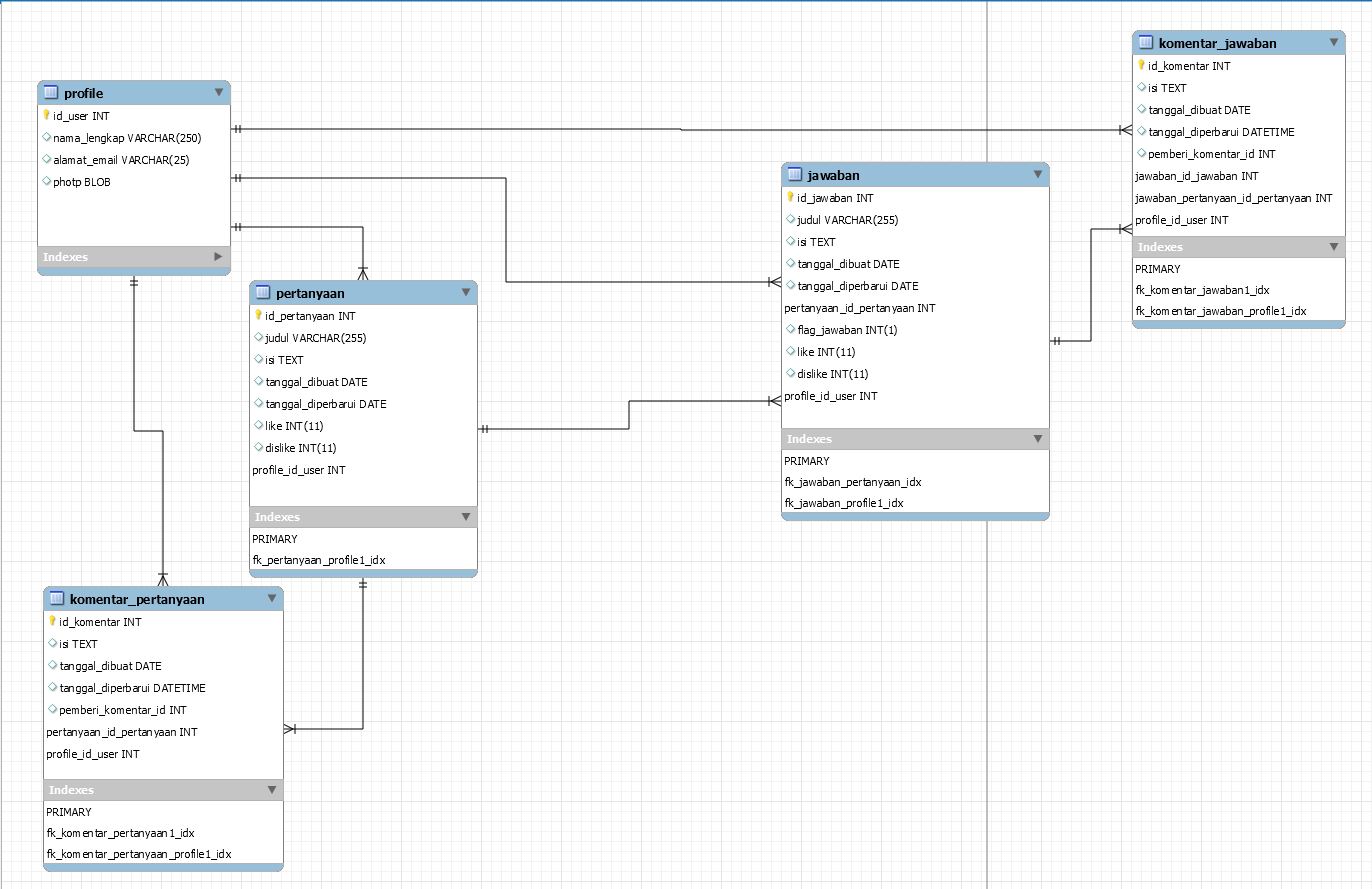 profile
id_user INT
nama_lengkap VARCHAR(250)
alamat_email VARCHAR(25)
photp BLOB
Indexes
pertanyaan
id_pertanyaan INT
judul VARCHAR(255)
isi TEXT
tanggal_dibuat DATE
tanggal_diperbarui DATE
like INT(11)
dislike INT(11)
profile_id_user INT
Indexes
PRIMARY
fk_pertanyaan_profile1_idx
komentar_pertanyaan
id_komentar INT
isi TEXT
tanggal_dibuat DATE
tanggal_diperbarui DATETIME
pemberi_komentar_id INT
pertanyaan_id_pertanyaan INT
profile_id_user INT
Indexes
PRIMARY
fk_komentar_pertanyaan1_idx
fk_komentar_pertanyaan_profile1_idx
jawaban
id_jawaban INT
judul VARCHAR(255)
isi TEXT
tanggal_dibuat DATE
tanggal_diperbarui DATE
pertanyaan_id_pertanyaan INT
flag_jawaban INT(1)
like INT(11)
dislike INT(11)
profile_id_user INT
Indexes
PRIMARY
fk_jawaban_pertanyaan_idx
fk_jawaban_profile1_idx
komentar_jawaban
id_komentar INT
isi TEXT
tanggal_dibuat DATE
tanggal_diperbarui DATETIME
pemberi_komentar_id INT
jawaban_id_jawaban INT
jawaban_pertanyaan_id_pertanyaan INT
profile_id_user INT
Indexes
PRIMARY
fk_komentar_jawaban1_idx
fk_komentar_jawaban_profile1_idx